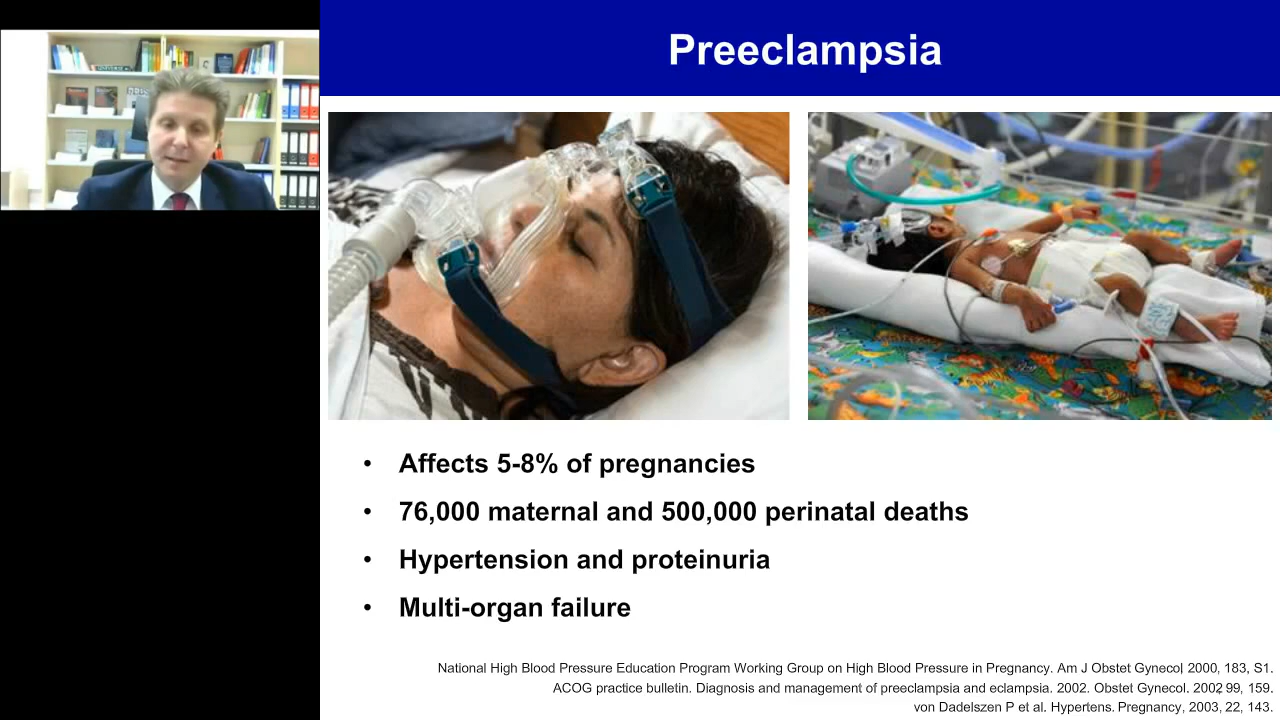 Preeclampsia
• Affects 5-8% of pregnancies
• 76,000 maternal and 500,000 perinatal deaths
• Hypertension and proteinuria
• Multi-organ failure
National High Blood Pressure Education Program Working Group on High Blood Pressure in Pregnancy. Am J Obstet Gynecol, 2000, 183, S1.
ACOG practice bulletin. Diagnosis and management of preeclampsia and eclampsia. 2002. Obstet Gynecol. 2002, 99, 159.
von Dadelszen P et al. Hypertens. Pregnancy, 2003, 22, 143.